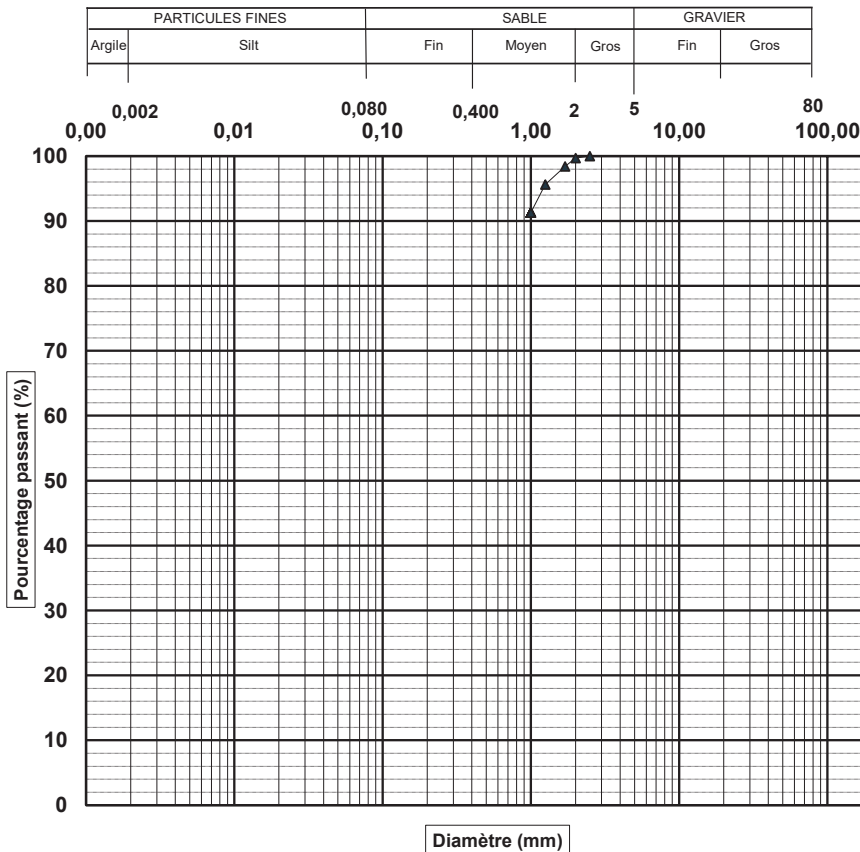 PARTICULES FINES SABLE GRAVIER
Argile Silt Fin Moyen Gros Fin Gros
0,002 0,080 0,400 2 5 80
0,00 0,01 0,10 1,00 10,00 100,00
100
90
80
70
60
50
40
30
20
10
0
Pourcentage passant (%)
Diamètre (mm)